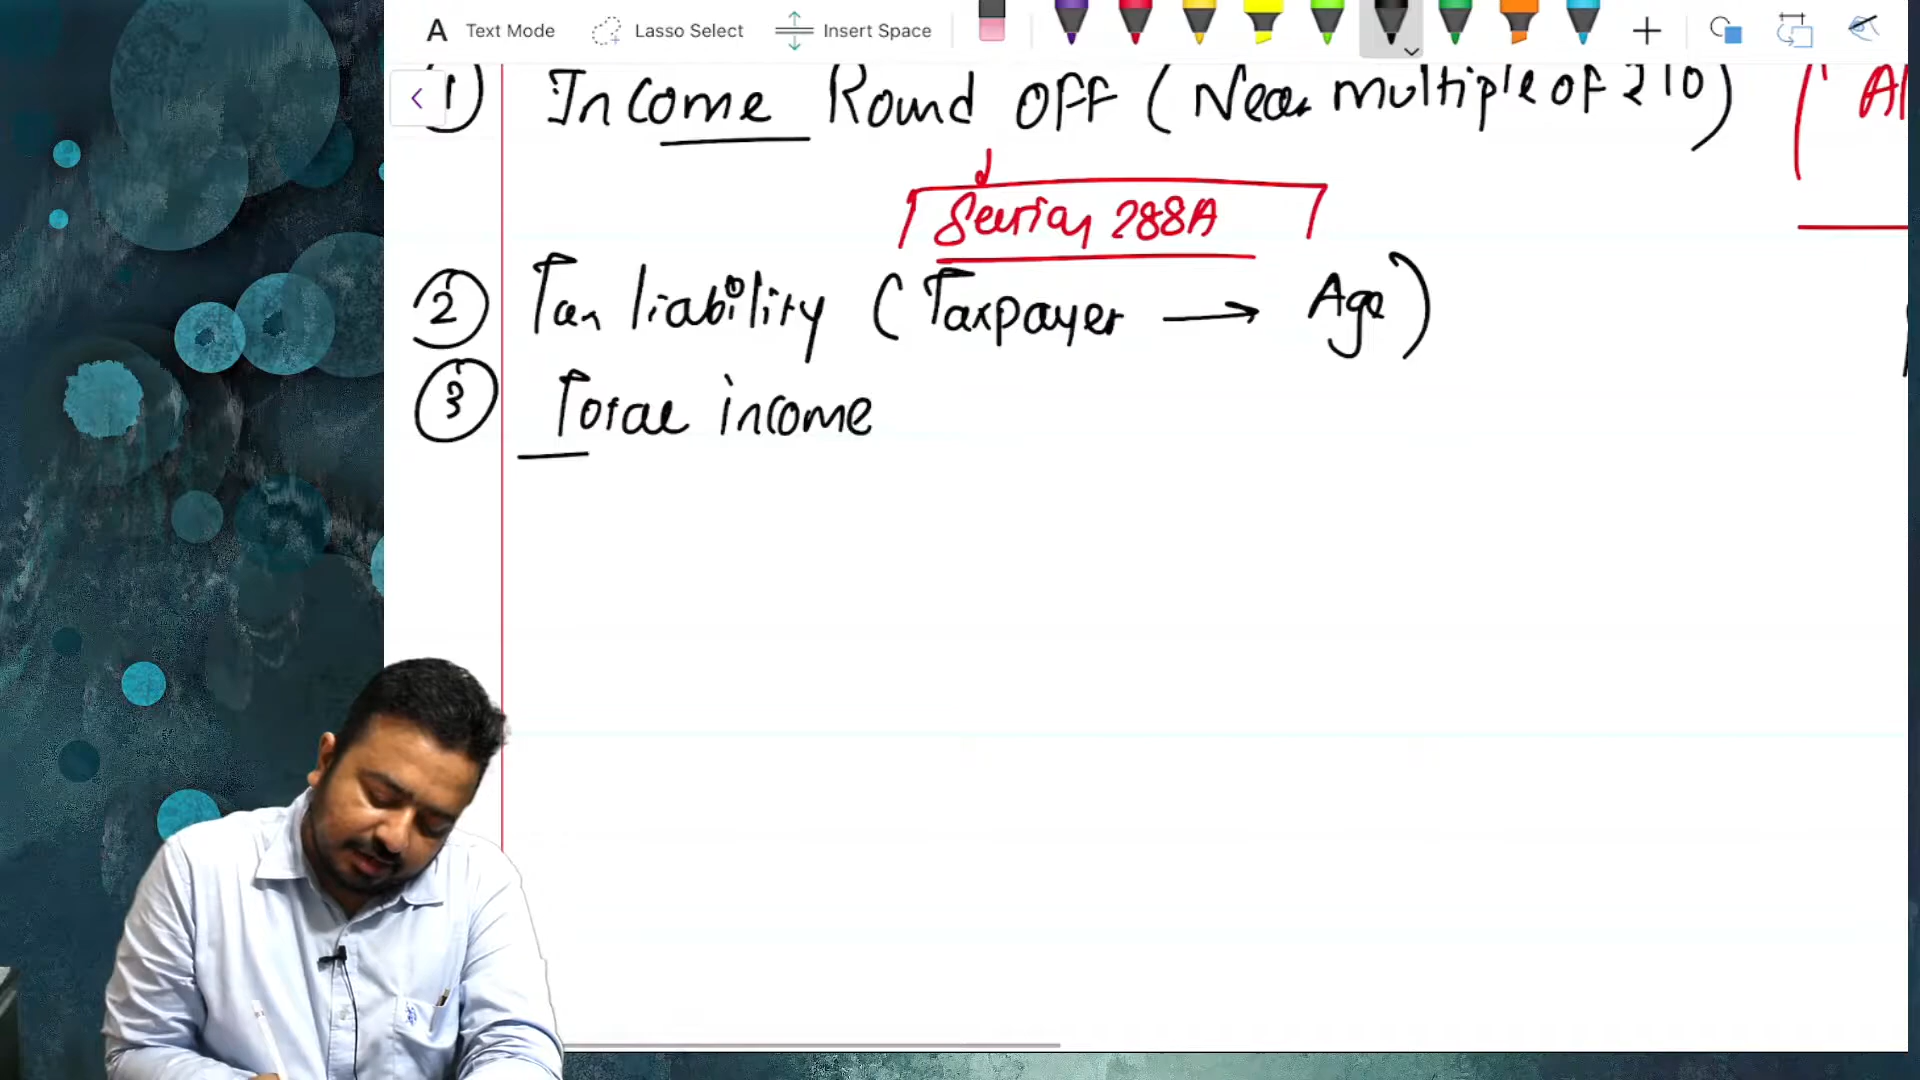 A Text Mode Lasso Select Insert Space
1 Income Round off (Near multiple of ₹ 10)
Section 288A
2 Tax liability (Taxpayer → Age)
3 Total income